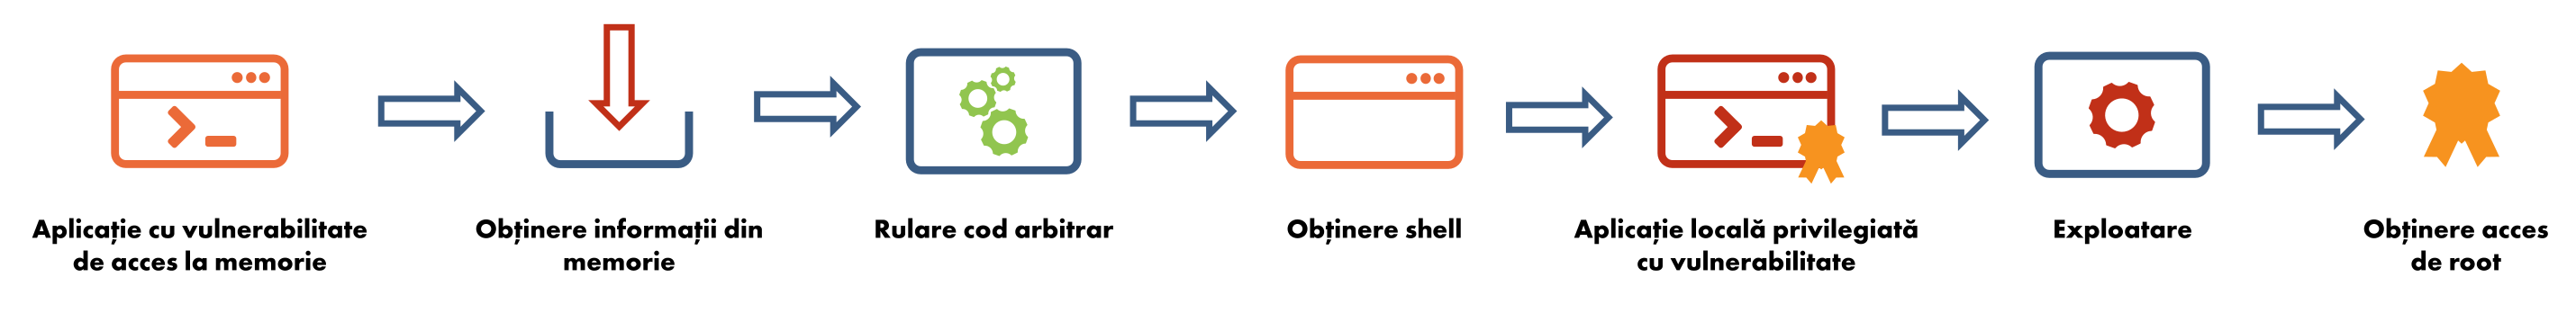 Aplicație cu vulnerabilitate
de acces la memorie
Obținere informații din
memorie
Rulare cod arbitrar
Obținere shell
Aplicație locală privilegiată
cu vulnerabilitate
Exploatare
Obținere acces
de root